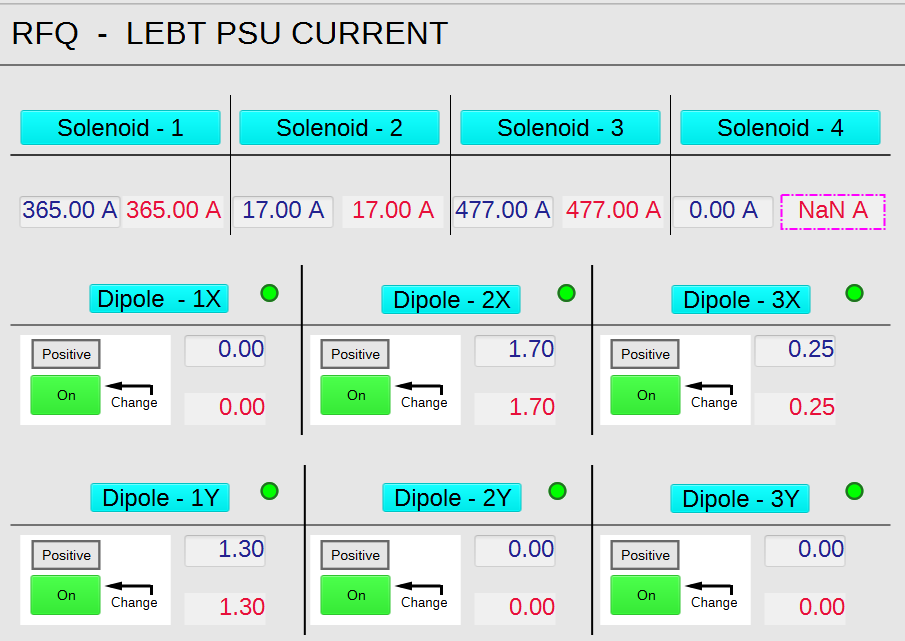 RFQ - LEBT PSU CURRENT
Solenoid - 1 Solenoid - 2 Solenoid - 3 Solenoid - 4
365.00 A 365.00 A 17.00 A 17.00 A 477.00 A 477.00 A 0.00 A NaN A
Dipole - 1X Dipole - 2X Dipole - 3X
Positive 0.00 Positive 1.70 Positive 0.25
On Change 0.00 On Change 1.70 On Change 0.25
Dipole - 1Y Dipole - 2Y Dipole - 3Y
Positive 1.30 Positive 0.00 Positive 0.00
On Change 1.30 On Change 0.00 On Change 0.00